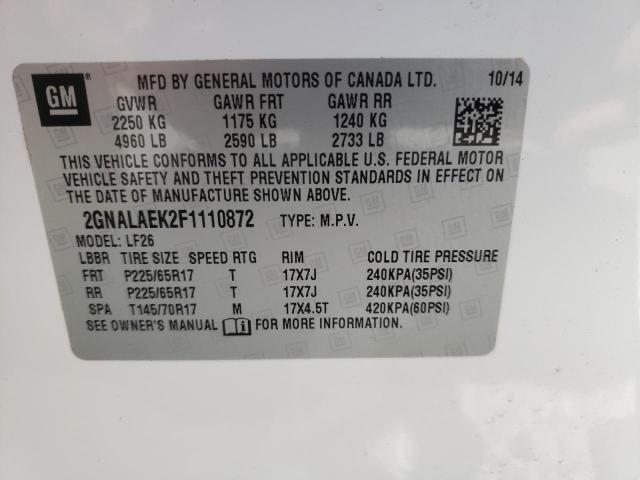 GM ® MFD BY GENERAL MOTORS OF CANADA LTD. 10/14
GVWR GAWR FRT GAWR RR
2250 KG 1175 KG 1240 KG
4960 LB 2590 LB 2733 LB
THIS VEHICLE CONFORMS TO ALL APPLICABLE U.S. FEDERAL MOTOR
VEHICLE SAFETY AND THEFT PREVENTION STANDARDS IN EFFECT ON
THE DATE OF MANUFACTURE SHOWN ABOVE.
2GNALAEK2F1110872 TYPE: M.P.V.
MODEL: LF26
LBBR TIRE SIZE SPEED RTG RIM COLD TIRE PRESSURE
FRT P225/65R17 T 17X7J 240KPA(35PSI)
RR P225/65R17 T 17X7J 240KPA(35PSI)
SPA T145/70R17 M 17X4.5T 420KPA(60PSI)
SEE OWNER'S MANUAL FOR MORE INFORMATION.